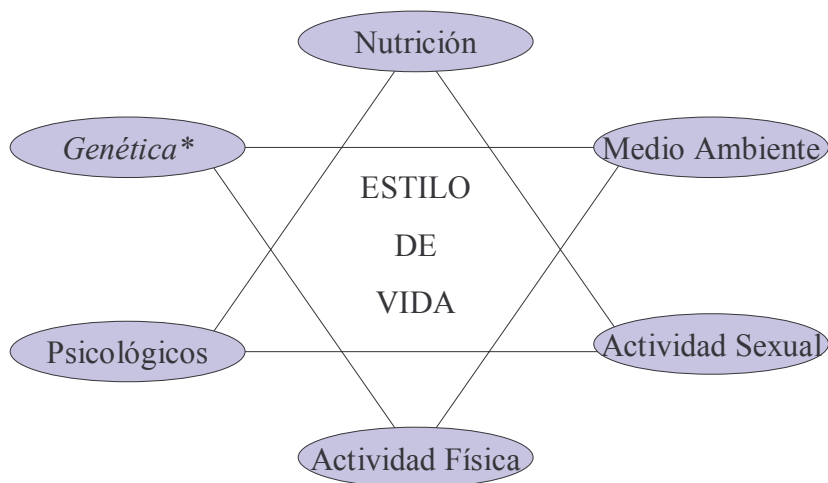 Nutrición
Genética*
Medio Ambiente
ESTILO
DE
VIDA
Psicológicos
Actividad Sexual
Actividad Física